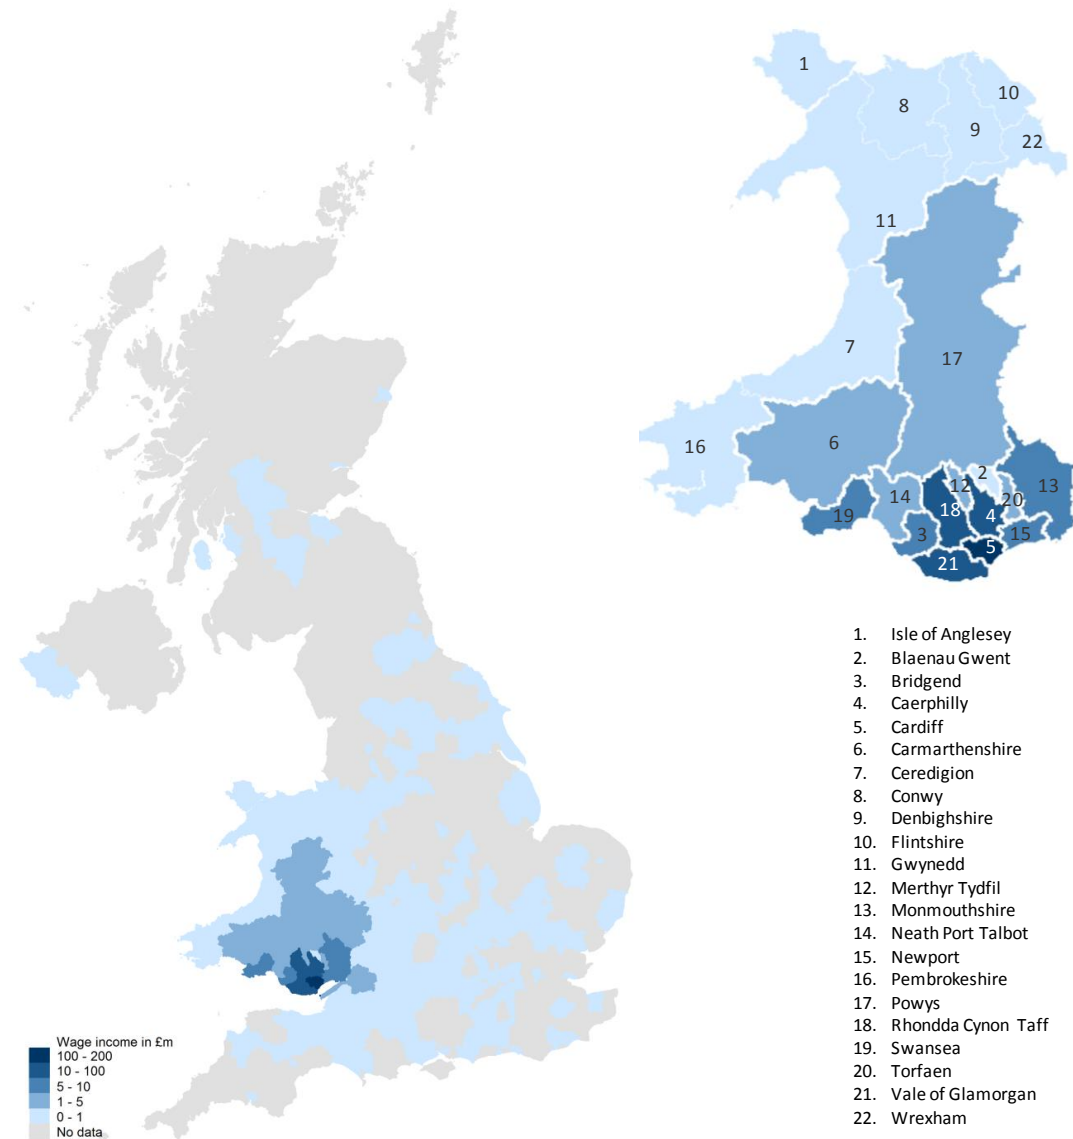 1
10
8
9
22
11
7
17
6
16
2
12
13
14
20
18
19
4
3
15
5
21
1. Isle of Anglesey
2. Blaenau Gwent
3. Bridgend
4. Caerphilly
5. Cardiff
6. Carmarthenshire
7. Ceredigion
8. Conwy
9. Denbighshire
10. Flintshire
11. Gwynedd
12. Merthyr Tydfil
13. Monmouthshire
14. Neath Port Talbot
15. Newport
16. Pembrokeshire
17. Powys
18. Rhondda Cynon Taff
19. Swansea
20. Torfaen
21. Vale of Glamorgan
22. Wrexham
Wage income in £m
100 - 200
10 - 100
5 - 10
1 - 5
0 - 1
No data